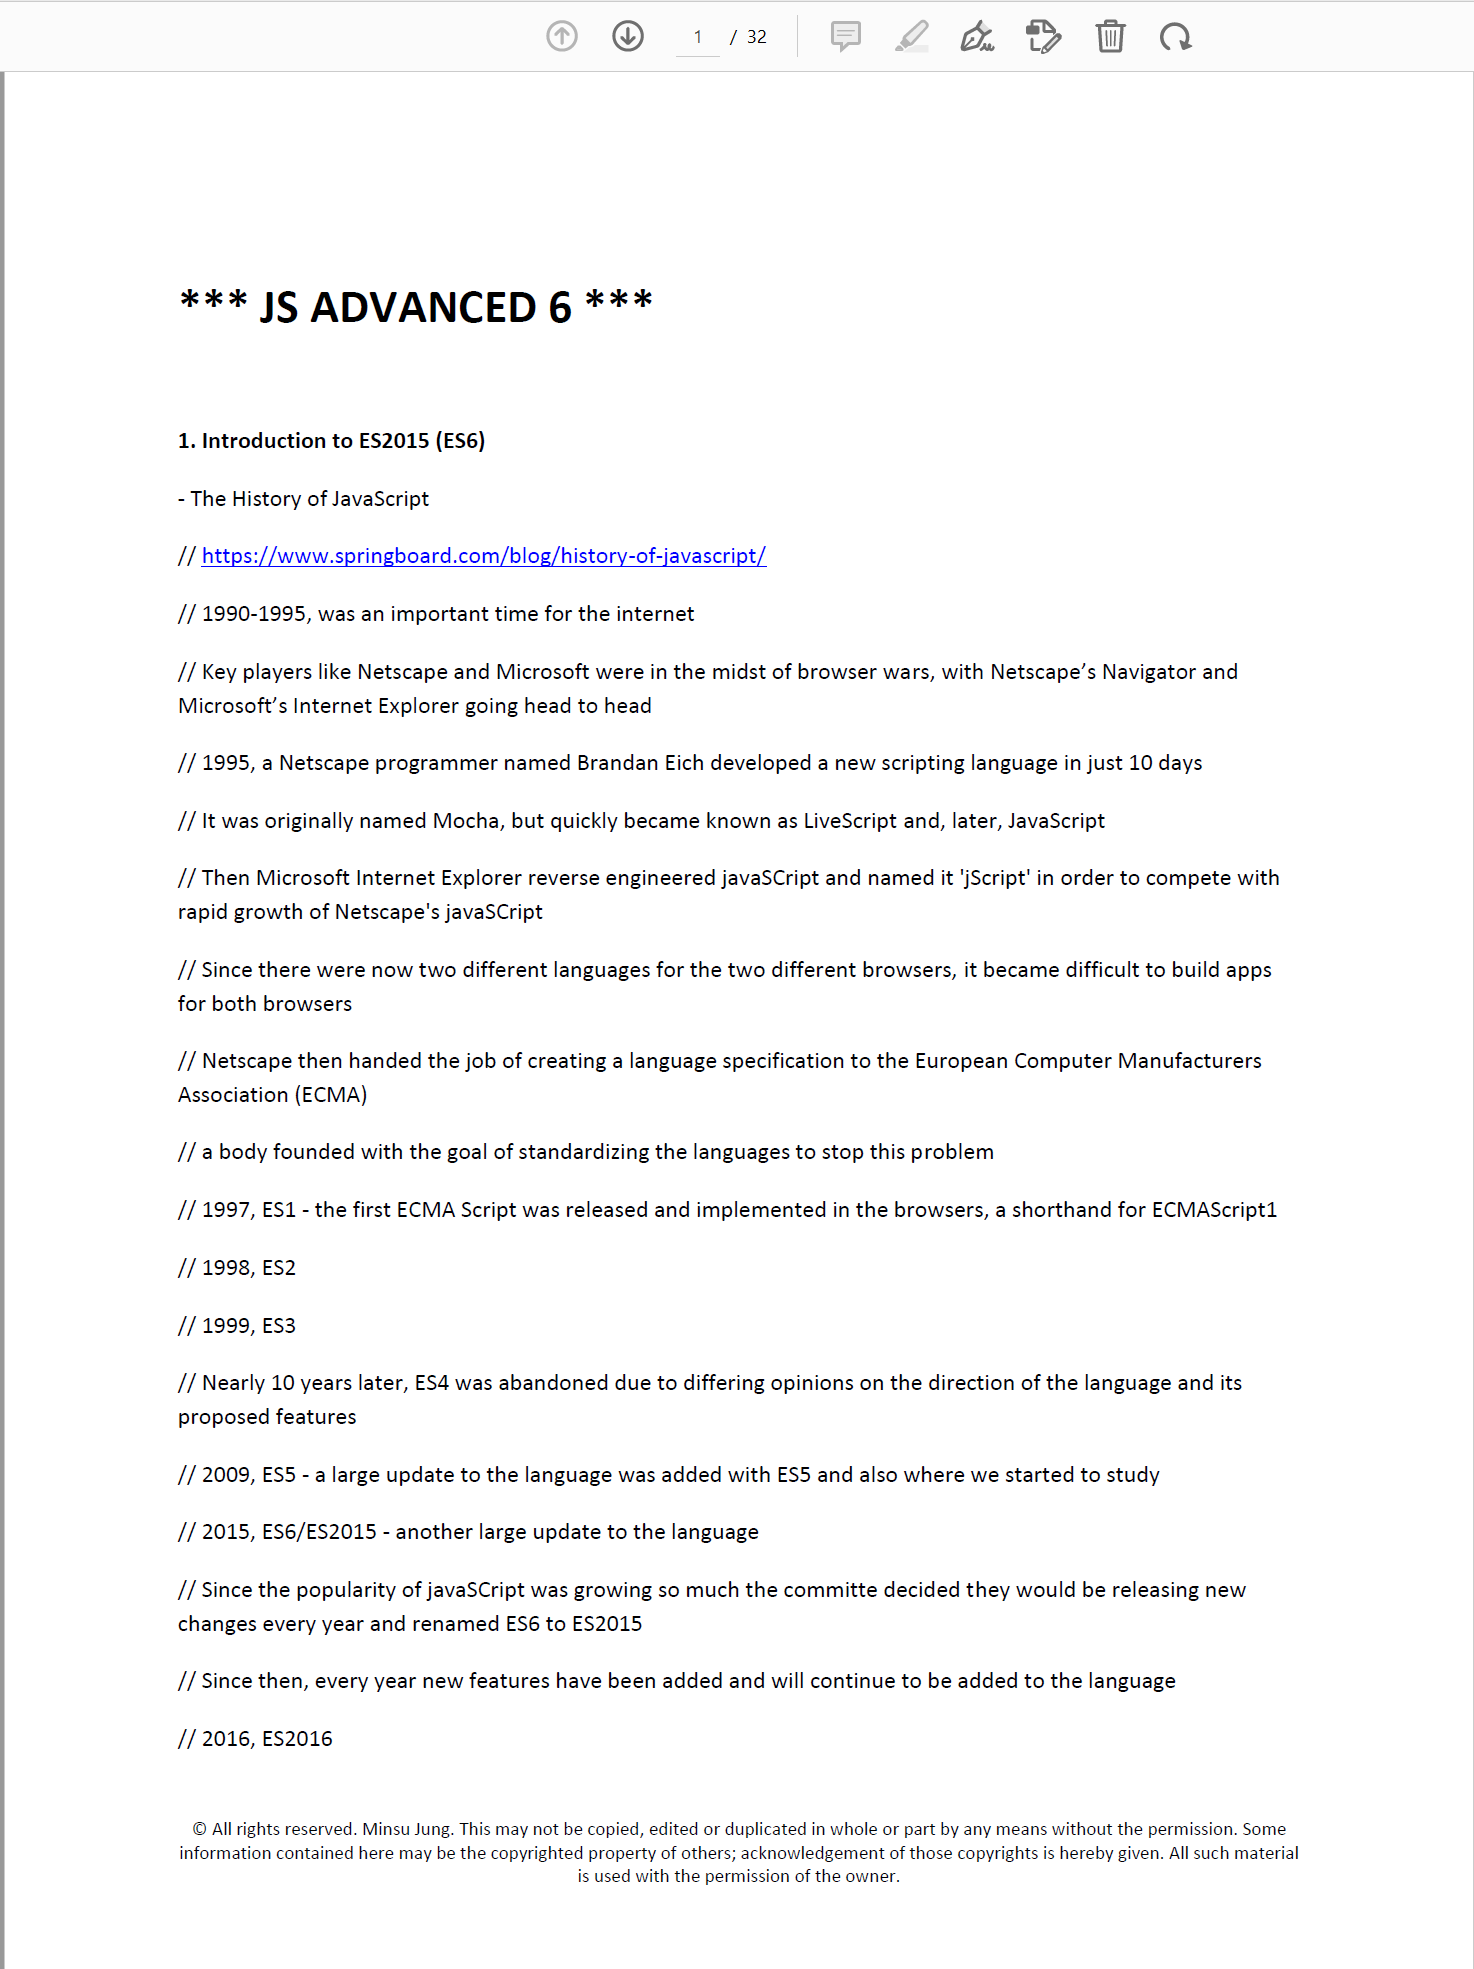 1 / 32
*** JS ADVANCED 6 ***
1. Introduction to ES2015 (ES6)
- The History of JavaScript
// https://www.springboard.com/blog/history-of-javascript/
// 1990-1995, was an important time for the internet
// Key players like Netscape and Microsoft were in the midst of browser wars, with Netscape’s Navigator and
Microsoft’s Internet Explorer going head to head
// 1995, a Netscape programmer named Brandan Eich developed a new scripting language in just 10 days
// It was originally named Mocha, but quickly became known as LiveScript and, later, JavaScript
// Then Microsoft Internet Explorer reverse engineered javaSCript and named it 'jScript' in order to compete with
rapid growth of Netscape's javaSCript
// Since there were now two different languages for the two different browsers, it became difficult to build apps
for both browsers
// Netscape then handed the job of creating a language specification to the European Computer Manufacturers
Association (ECMA)
// a body founded with the goal of standardizing the languages to stop this problem
// 1997, ES1 - the first ECMA Script was released and implemented in the browsers, a shorthand for ECMAScript1
// 1998, ES2
// 1999, ES3
// Nearly 10 years later, ES4 was abandoned due to differing opinions on the direction of the language and its
proposed features
// 2009, ES5 - a large update to the language was added with ES5 and also where we started to study
// 2015, ES6/ES2015 - another large update to the language
// Since the popularity of javaSCript was growing so much the committe decided they would be releasing new
changes every year and renamed ES6 to ES2015
// Since then, every year new features have been added and will continue to be added to the language
// 2016, ES2016
© All rights reserved. Minsu Jung. This may not be copied, edited or duplicated in whole or part by any means without the permission. Some
information contained here may be the copyrighted property of others; acknowledgement of those copyrights is hereby given. All such material
is used with the permission of the owner.